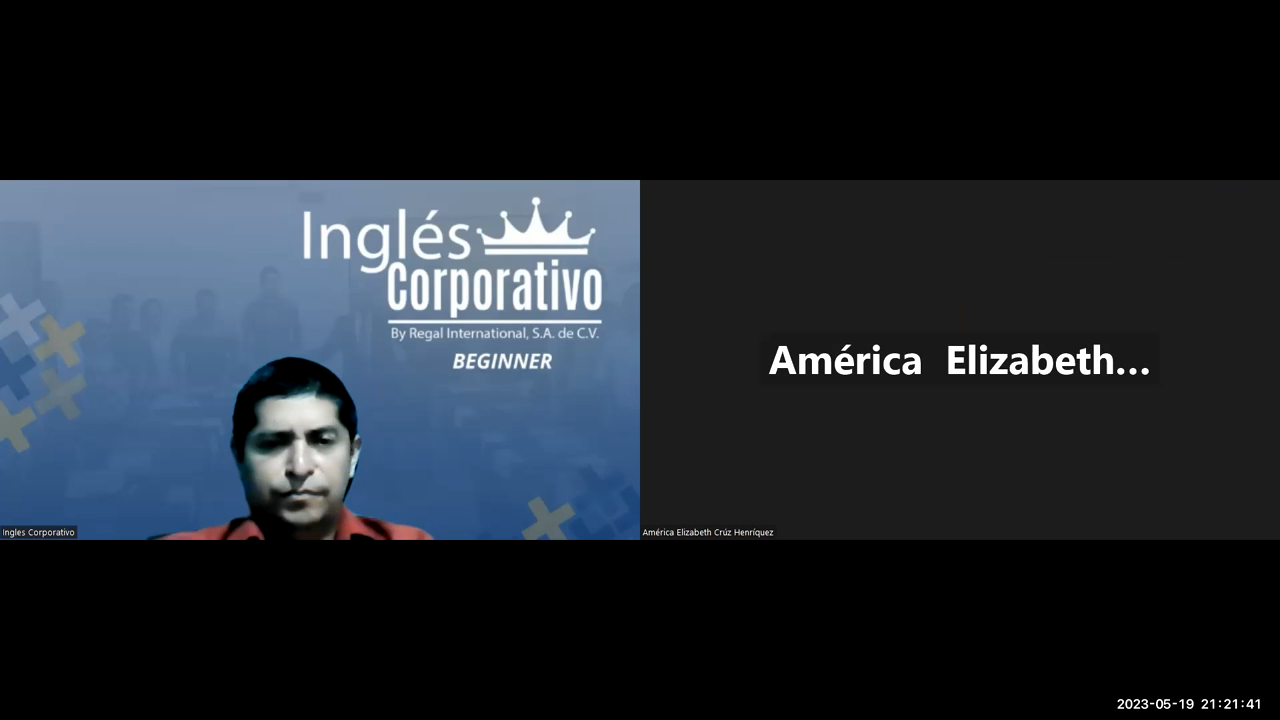 Inglés
Corporativo
By Regal International, S.A. de C.V.
BEGINNER
Ingles Corporativo
América Elizabeth...
América Elizabeth Crúz Henríquez
2023-05-19 21:21:41